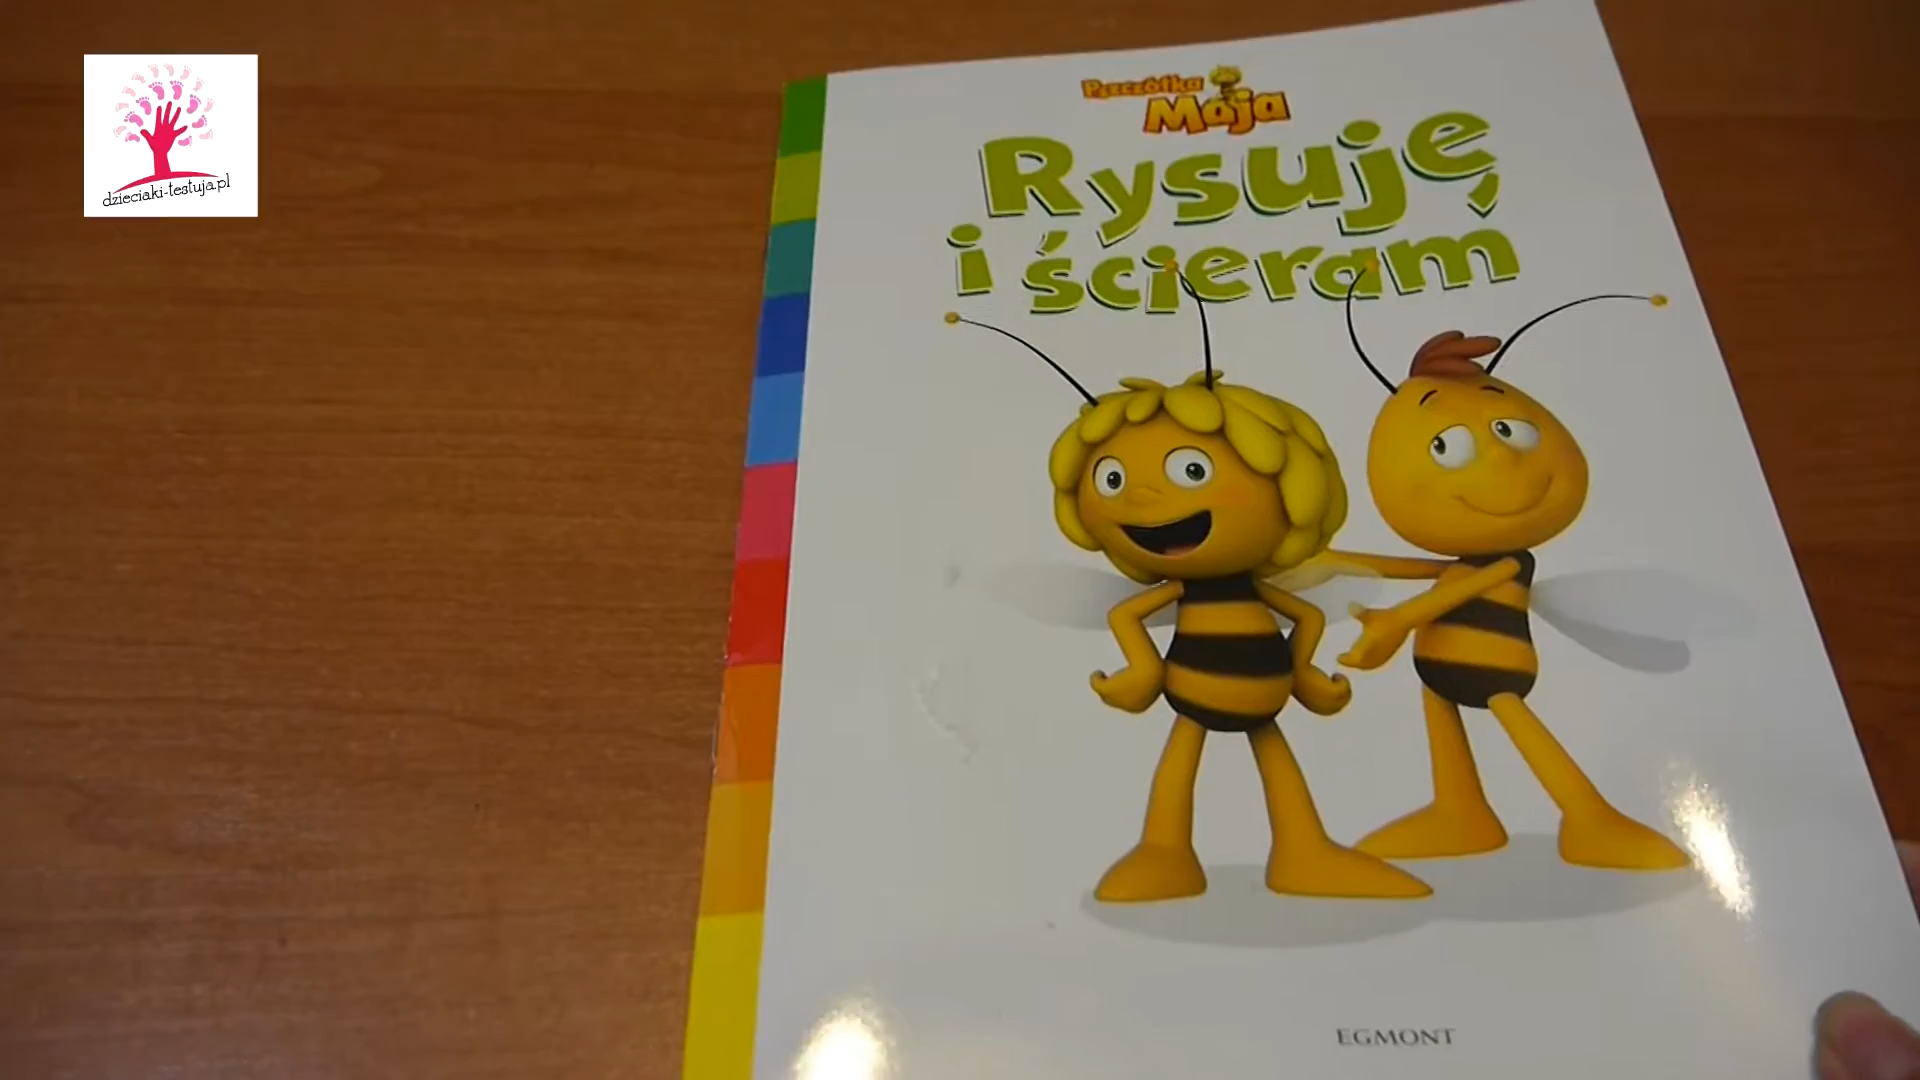 dzieciaki-testuja.pl
Pszczółka
Maja
Rysuję
i ścieram
EGMONT